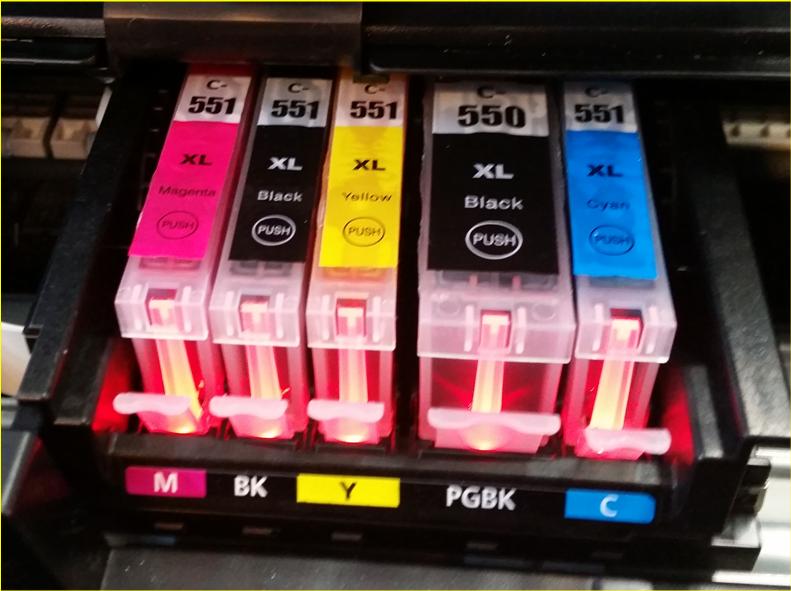 C-
551
XL
Magenta
PUSH
C-
551
XL
Black
PUSH
C-
551
XL
Yellow
PUSH
C-
550
XL
Black
PUSH
C-
551
XL
Cyan
PUSH
M
BK
Y
PGBK
C